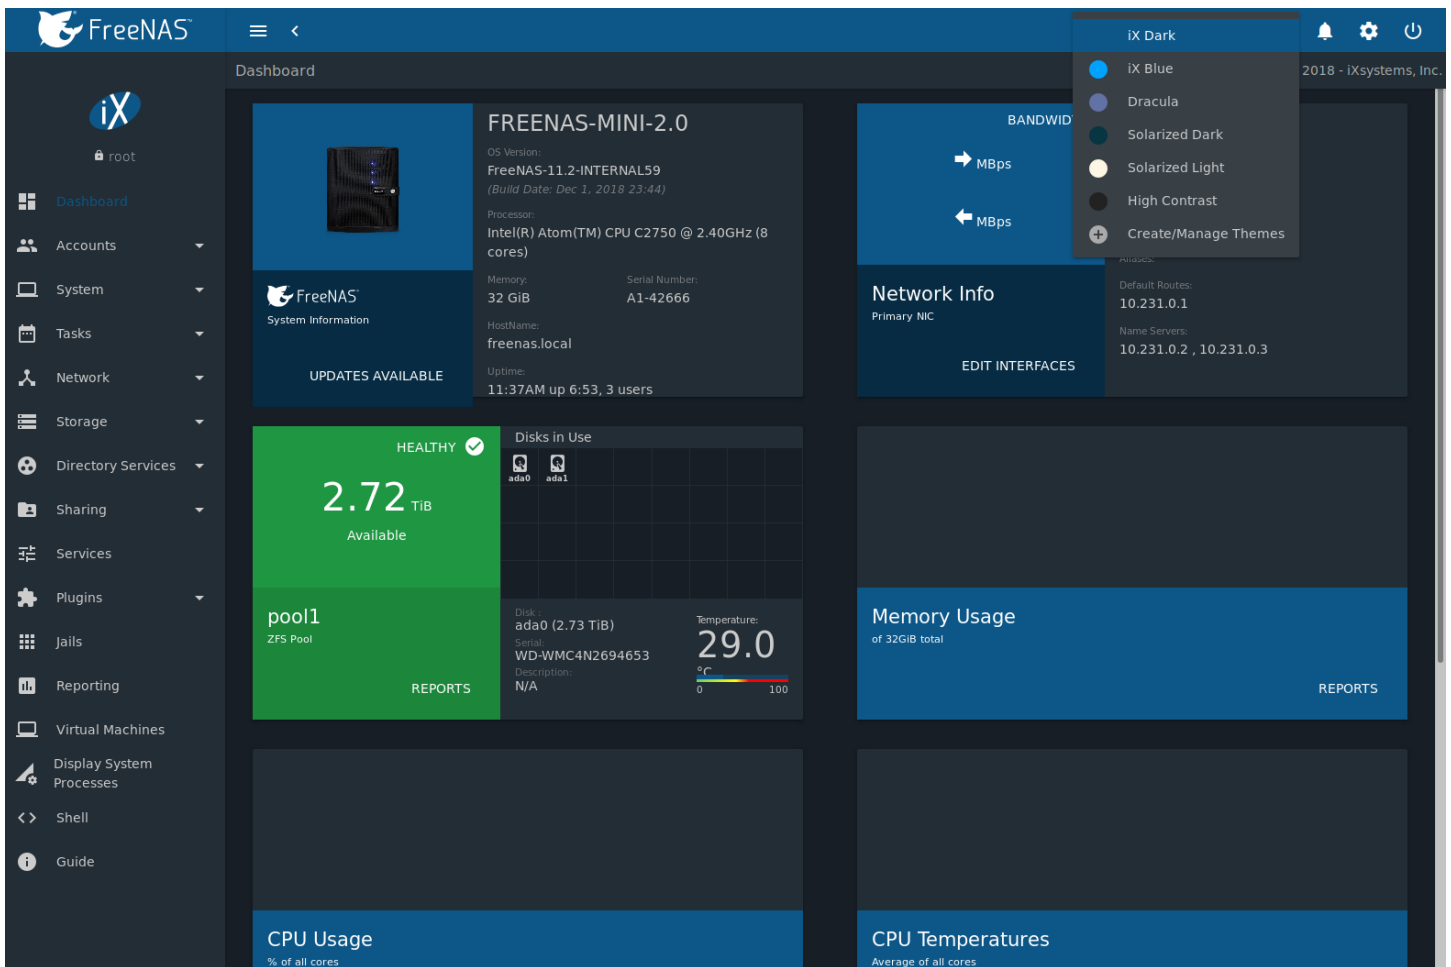 FreeNAS
iX Dark
iX Blue
Dracula
Solarized Dark
Solarized Light
High Contrast
Create/Manage Themes
Dashboard
2018 - iXsystems, Inc.
iX
root
Dashboard
Accounts
System
Tasks
Network
Storage
Directory Services
Sharing
Services
Plugins
Jails
Reporting
Virtual Machines
Display System
Processes
Shell
Guide
FreeNAS
System Information
UPDATES AVAILABLE
FREENAS-MINI-2.0
OS Version:
FreeNAS-11.2-INTERNAL59
(Build Date: Dec 1, 2018 23:44)
Processor:
Intel(R) Atom(TM) CPU C2750 @ 2.40GHz (8
cores)
Memory: Serial Number:
32 GiB A1-42666
HostName:
freenas.local
Uptime:
11:37AM up 6:53, 3 users
MBps
MBps
Network Info
Primary NIC
EDIT INTERFACES
Aliases:
Default Routes:
10.231.0.1
Name Servers:
10.231.0.2 , 10.231.0.3
HEALTHY
2.72 TiB
Available
pool1
ZFS Pool
REPORTS
Disks in Use
ada0 ada1
Disk :
ada0 (2.73 TiB)
Serial:
WD-WMC4N2694653
Description:
N/A
Temperature:
29.0
°C
0 100
Memory Usage
of 32GiB total
REPORTS
CPU Usage
% of all cores
CPU Temperatures
Average of all cores